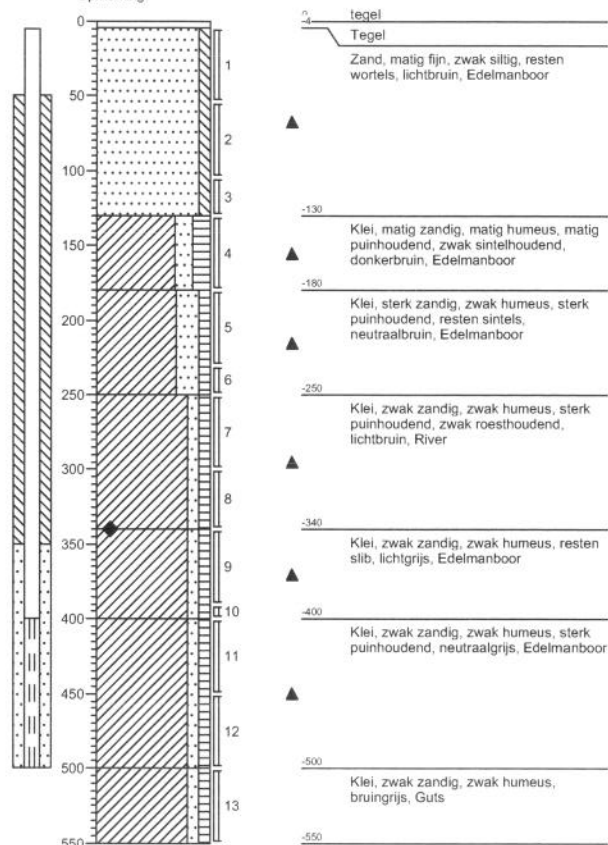 0
50
100
150
200
250
300
350
400
450
500
550
1
2
3
4
5
6
7
8
9
10
11
12
13
0
-4
tegel
Tegel
Zand, matig fijn, zwak siltig, resten
wortels, lichtbruin, Edelmanboor
-130
Klei, matig zandig, matig humeus, matig
puinhoudend, zwak sintelhoudend,
donkerbruin, Edelmanboor
-180
Klei, sterk zandig, zwak humeus, sterk
puinhoudend, resten sintels,
neutraalbruin, Edelmanboor
-250
Klei, zwak zandig, zwak humeus, sterk
puinhoudend, zwak roesthoudend,
lichtbruin, River
-340
Klei, zwak zandig, zwak humeus, resten
slib, lichtgrijs, Edelmanboor
-400
Klei, zwak zandig, zwak humeus, sterk
puinhoudend, neutraalgrijs, Edelmanboor
-500
Klei, zwak zandig, zwak humeus,
bruingrijs, Guts
-550